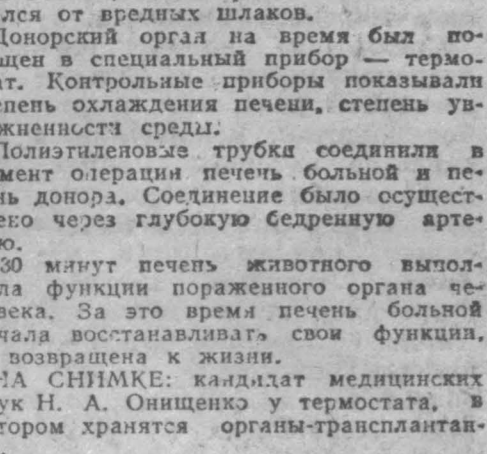 лся от вредных шлаков.
Донорский орган на время был по-
щен в специальный прибор — термо-
ат. Контрольные приборы показывали
епень охлаждения печени, степень ув-
жненности среды.
Полиэтиленовые трубки соединили в
мент операции печень больной и пе-
нь донора. Соединение было осущест-
ено через глубокую бедренную арте-
ю.
30 минут печень животного выпол-
ла функции пораженного органа че-
века. За это время печень больной
чала восстанавливать свои функции.
возвращена к жизни.
НА СНИМКЕ: кандидат медицинских
ук Н. А. Онищенко у термостата, в
тором хранятся органы-трансплантан-